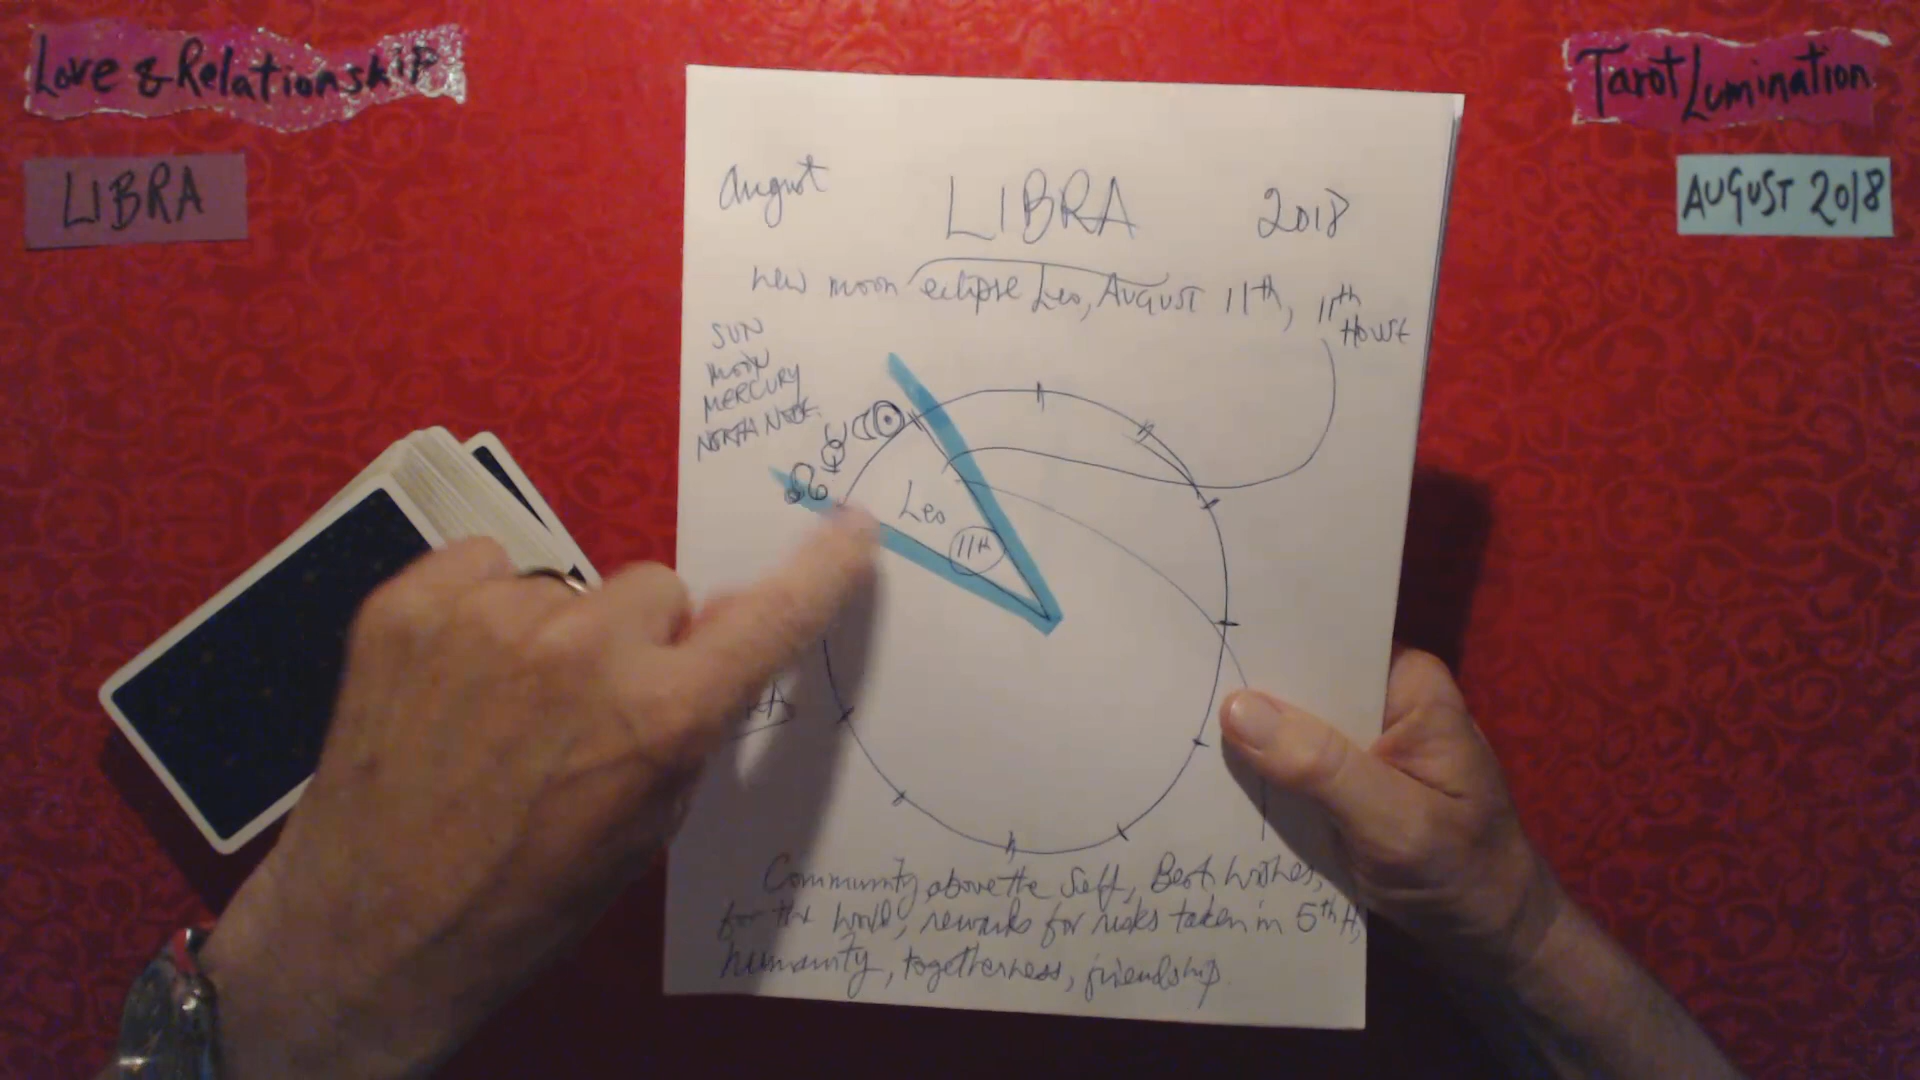 Love & Relationship
Tarot Lumination
LIBRA
AUGUST 2018
August LIBRA 2018
new moon eclipse Leo, August 11th, 11th
House
SUN
MOON
MERCURY
NORTH NODE
Leo
11H
Community above the Self, Best Wishes,
for the World, rewards for risks taken in 5th H,
humanity, togetherness, friendship